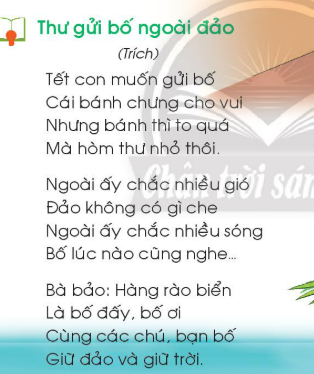 Thư gửi bố ngoài đảo
(Trích)
Tết con muốn gửi bố
Cái bánh chưng cho vui
Nhưng bánh thì to quá
Mà hòm thư nhỏ thôi.
Ngoài ấy chắc nhiều gió
Đảo không có gì che
Ngoài ấy chắc nhiều sóng
Bố lúc nào cũng nghe...
Bà bảo: Hàng rào biển
Là bố đấy, bố ơi
Cùng các chú, bạn bố
Giữ đảo và giữ trời.
Chân trời sán